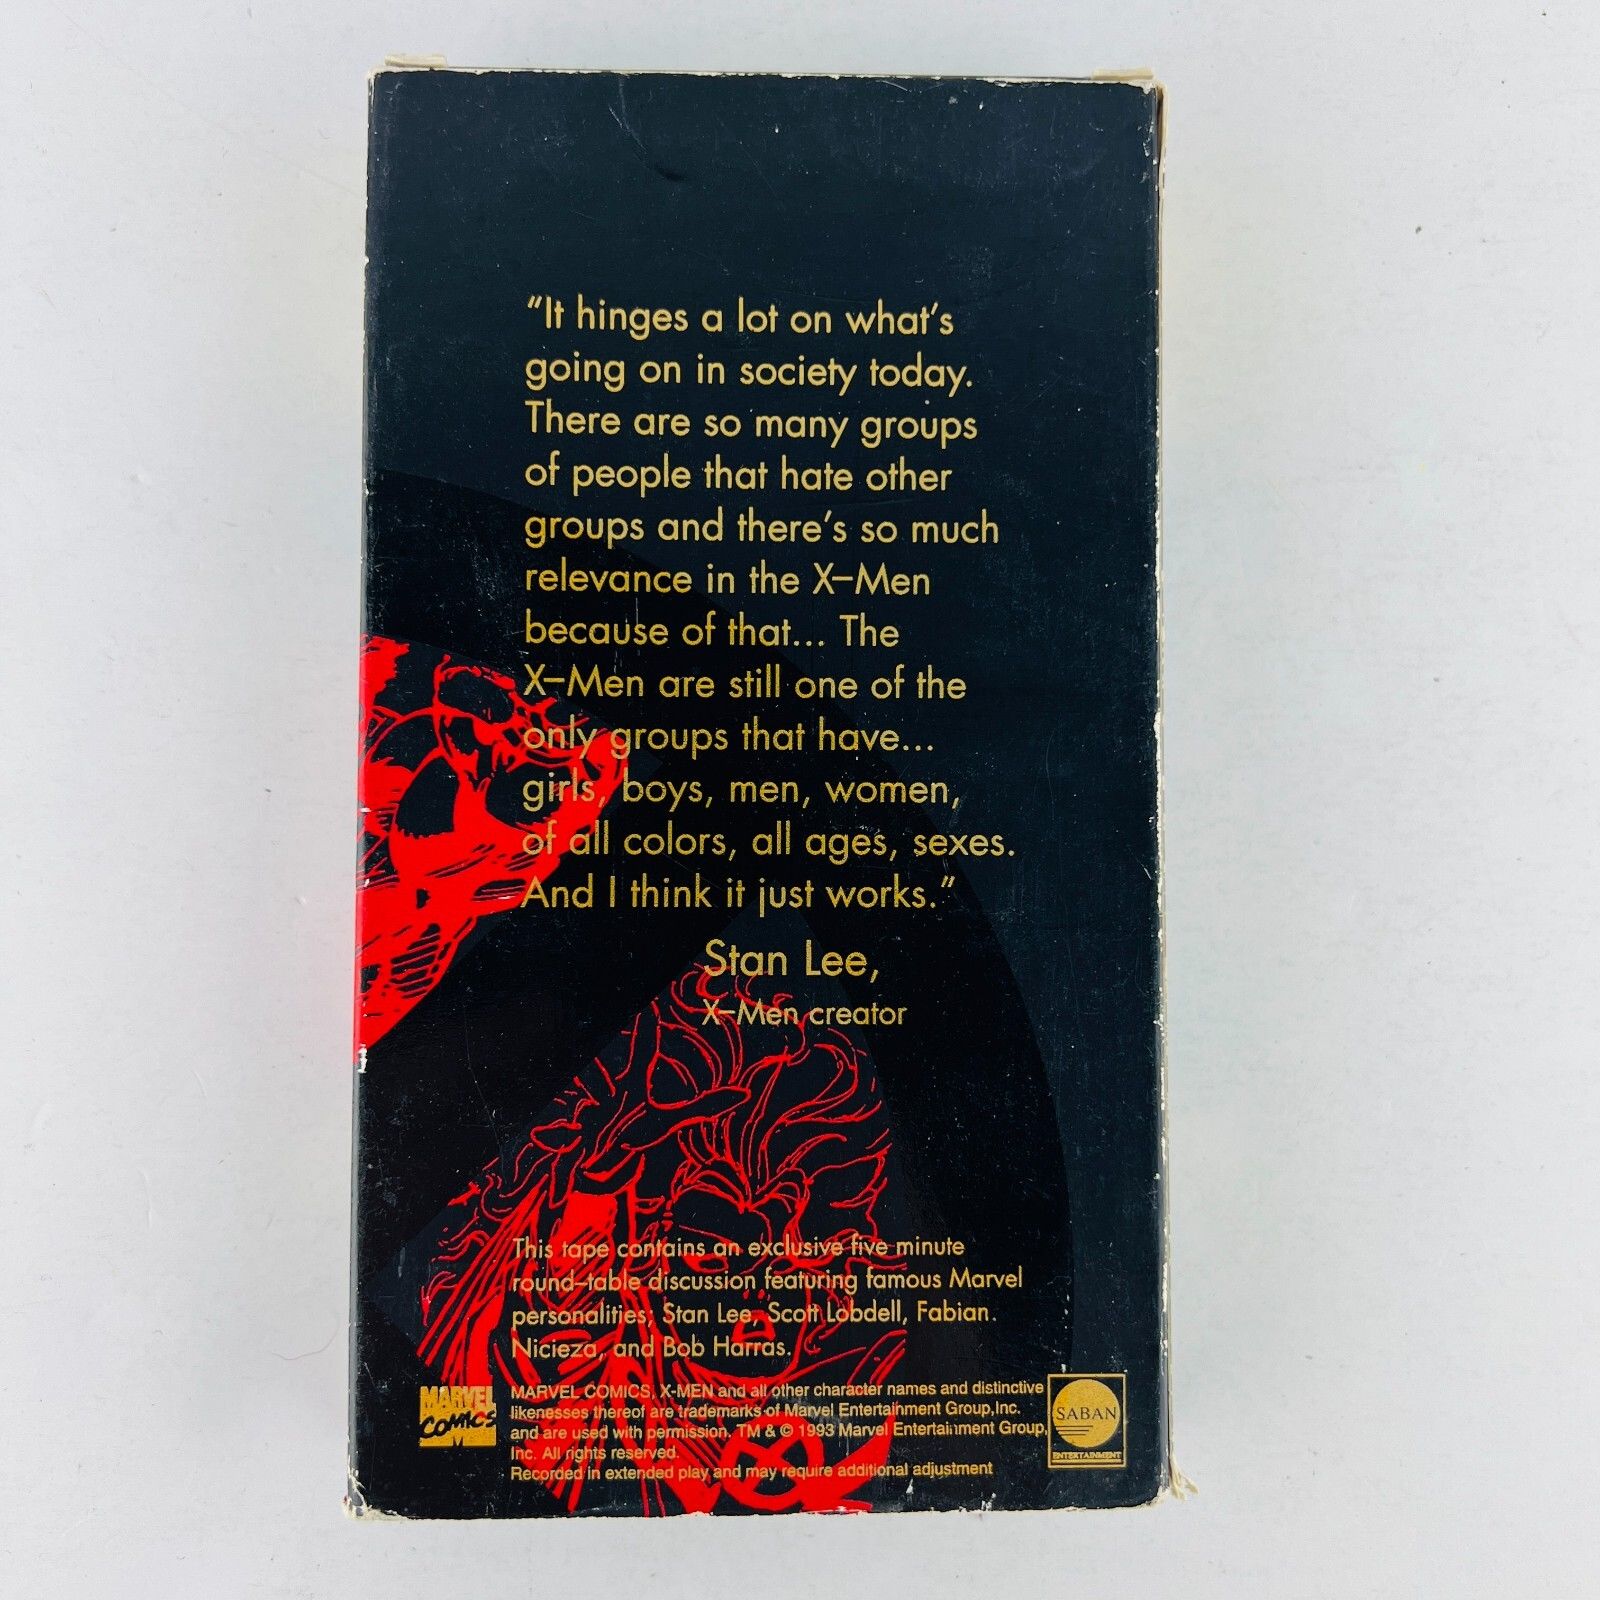 “It hinges a lot on what's
going on in society today.
There are so many groups
of people that hate other
groups and there's so much
relevance in the X–Men
because of that... The
X–Men are still one of the
only groups that have...
girls, boys, men, women,
of all colors, all ages, sexes.
And I think it just works.”
Stan Lee,
X–Men creator
This tape contains an exclusive five minute
round–table discussion featuring famous Marvel
personalities; Stan Lee, Scott Lobdell, Fabian
Nicieza, and Bob Harras.
MARVEL
COMICS
MARVEL COMICS, X-MEN and all other character names and distinctive
likenesses thereof are trademarks of Marvel Entertainment Group,Inc.
and are used with permission. TM & © 1993 Marvel Entertainment Group,
Inc. All rights reserved.
Recorded in extended play and may require additional adjustment
SABAN
ENTERTAINMENT